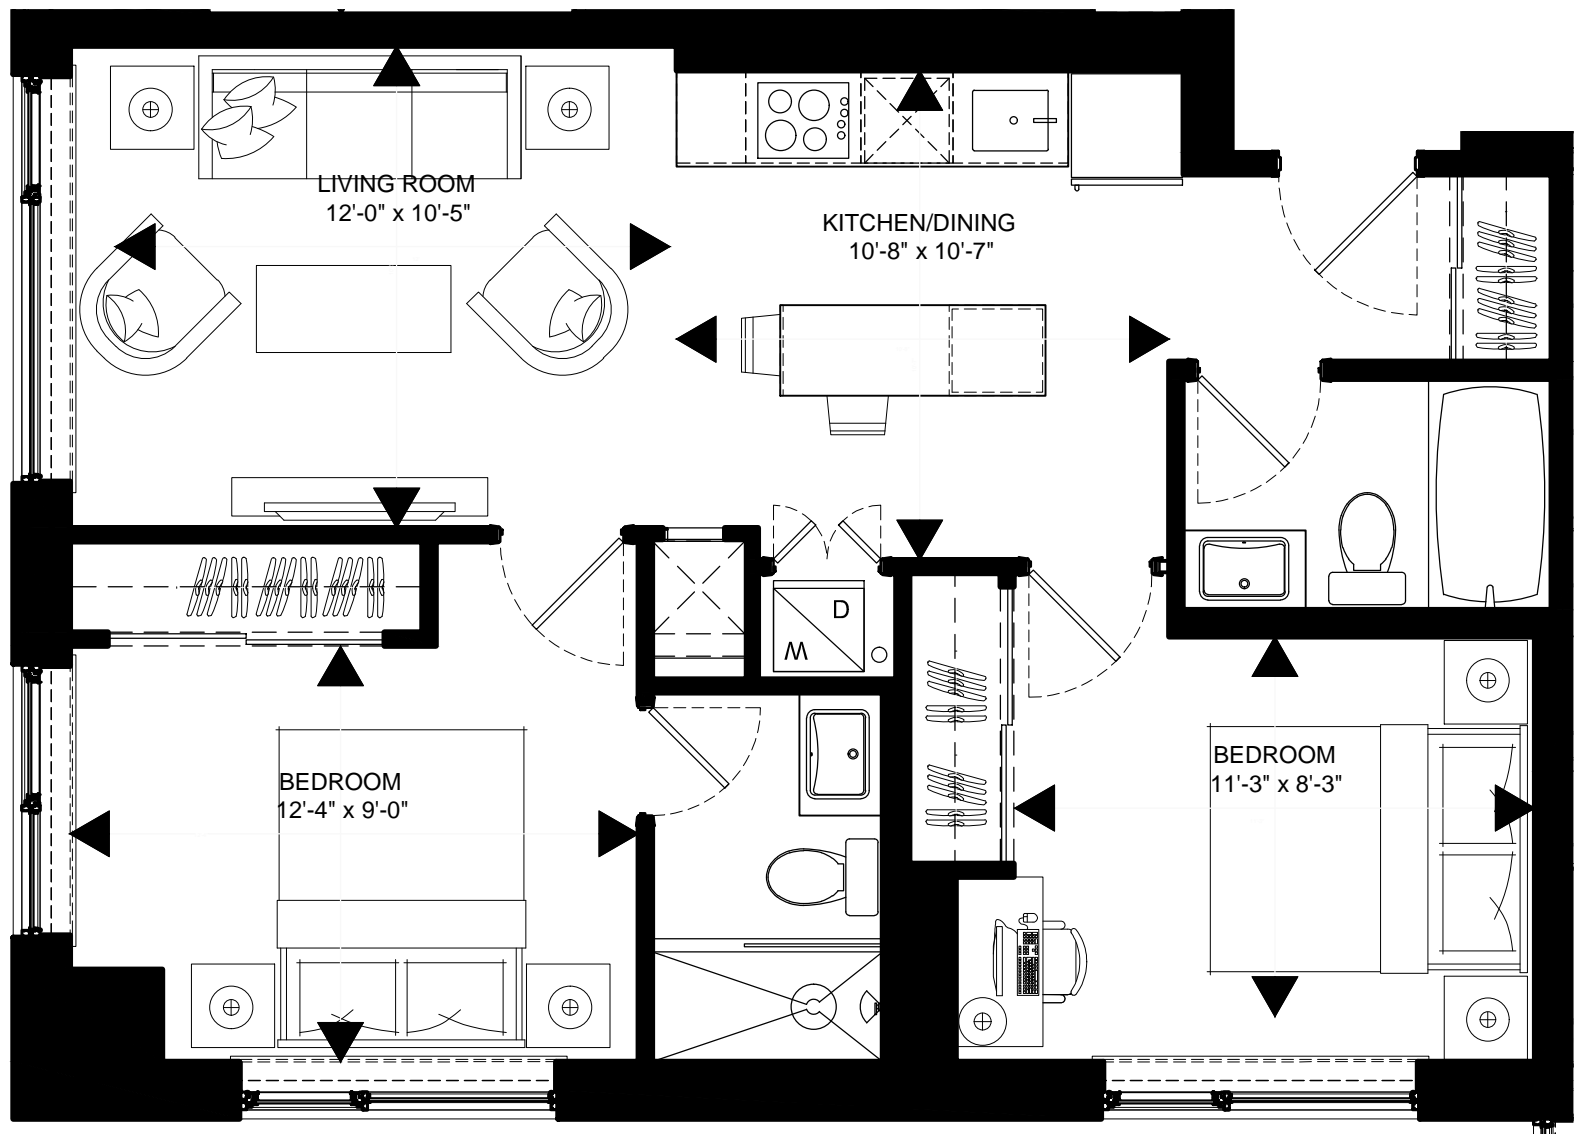 LIVING ROOM
12'-0" x 10'-5"
KITCHEN/DINING
10'-8" x 10'-7"
D
W
BEDROOM
12'-4" x 9'-0"
BEDROOM
11'-3" x 8'-3"